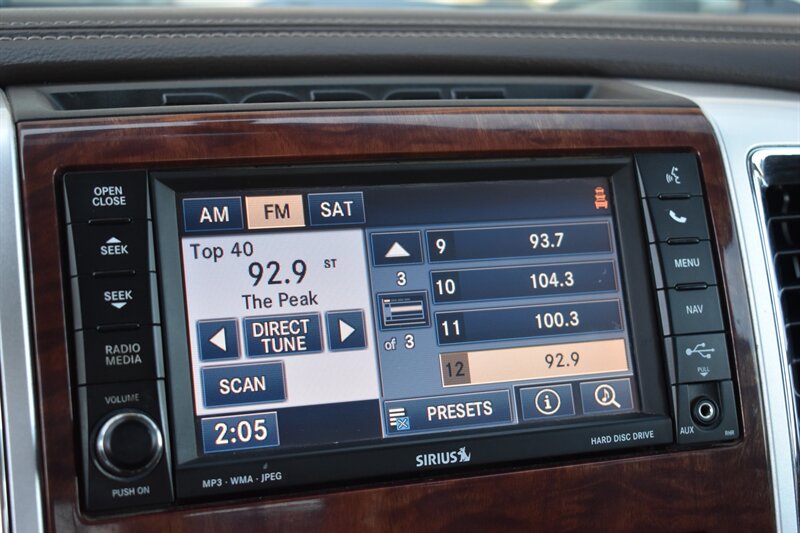 OPEN
CLOSE
SEEK
SEEK
RADIO
MEDIA
VOLUME
PUSH ON
AM FM SAT
Top 40
92.9 ST
The Peak
DIRECT
TUNE
SCAN
2:05
3
of 3
9 93.7
10 104.3
11 100.3
12 92.9
PRESETS
i
MP3 · WMA · JPEG
SIRIUS
HARD DISC DRIVE
MENU
NAV
PULL
AUX RHR